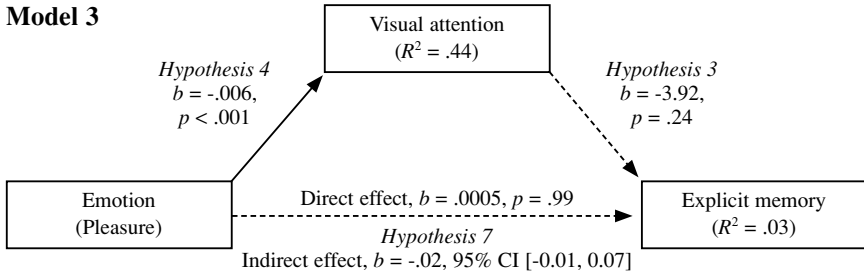 Model 3
Visual attention
(R² = .44)
Hypothesis 4
b = -.006,
p < .001
Hypothesis 3
b = -3.92,
p = .24
Emotion
(Pleasure)
Direct effect, b = .0005, p = .99
Explicit memory
(R² = .03)
Hypothesis 7
Indirect effect, b = -.02, 95% CI [-0.01, 0.07]